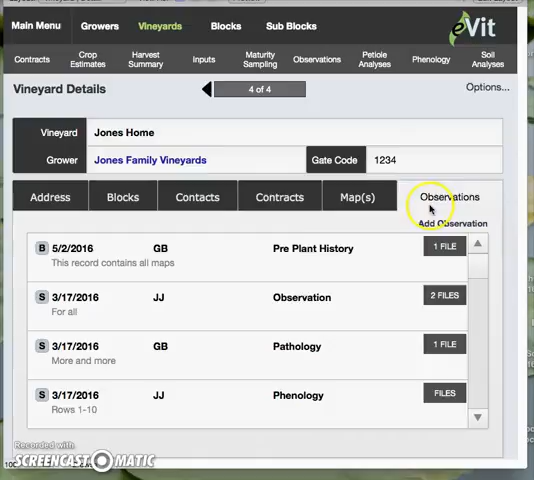 Main Menu Growers Vineyards Blocks Sub Blocks
eVit
Contracts Crop Estimates Harvest Summary Inputs Maturity Sampling Observations Petiole Analyses Phenology Soil Analyses
Vineyard Details 4 of 4 Options...
Vineyard Jones Home
Grower Jones Family Vineyards Gate Code 1234
Address Blocks Contacts Contracts Map(s) Observations
Add Observation
B 5/2/2016 GB Pre Plant History 1 FILE
This record contains all maps
S 3/17/2016 JJ Observation 2 FILES
For all
S 3/17/2016 GB Pathology 1 FILE
More and more
S 3/17/2016 JJ Phenology FILES
Rows 1-10
Recorded with
SCREENCAST-O-MATIC